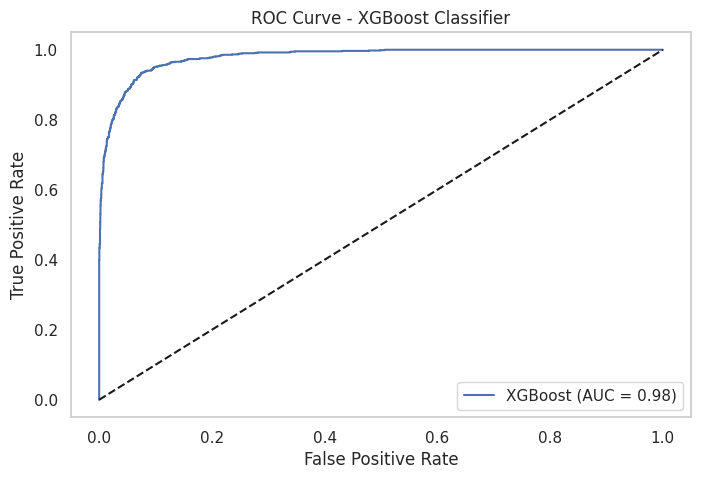 ROC Curve - XGBoost Classifier
True Positive Rate
1.0
0.8
0.6
0.4
0.2
0.0
XGBoost (AUC = 0.98)
0.0 0.2 0.4 0.6 0.8 1.0
False Positive Rate